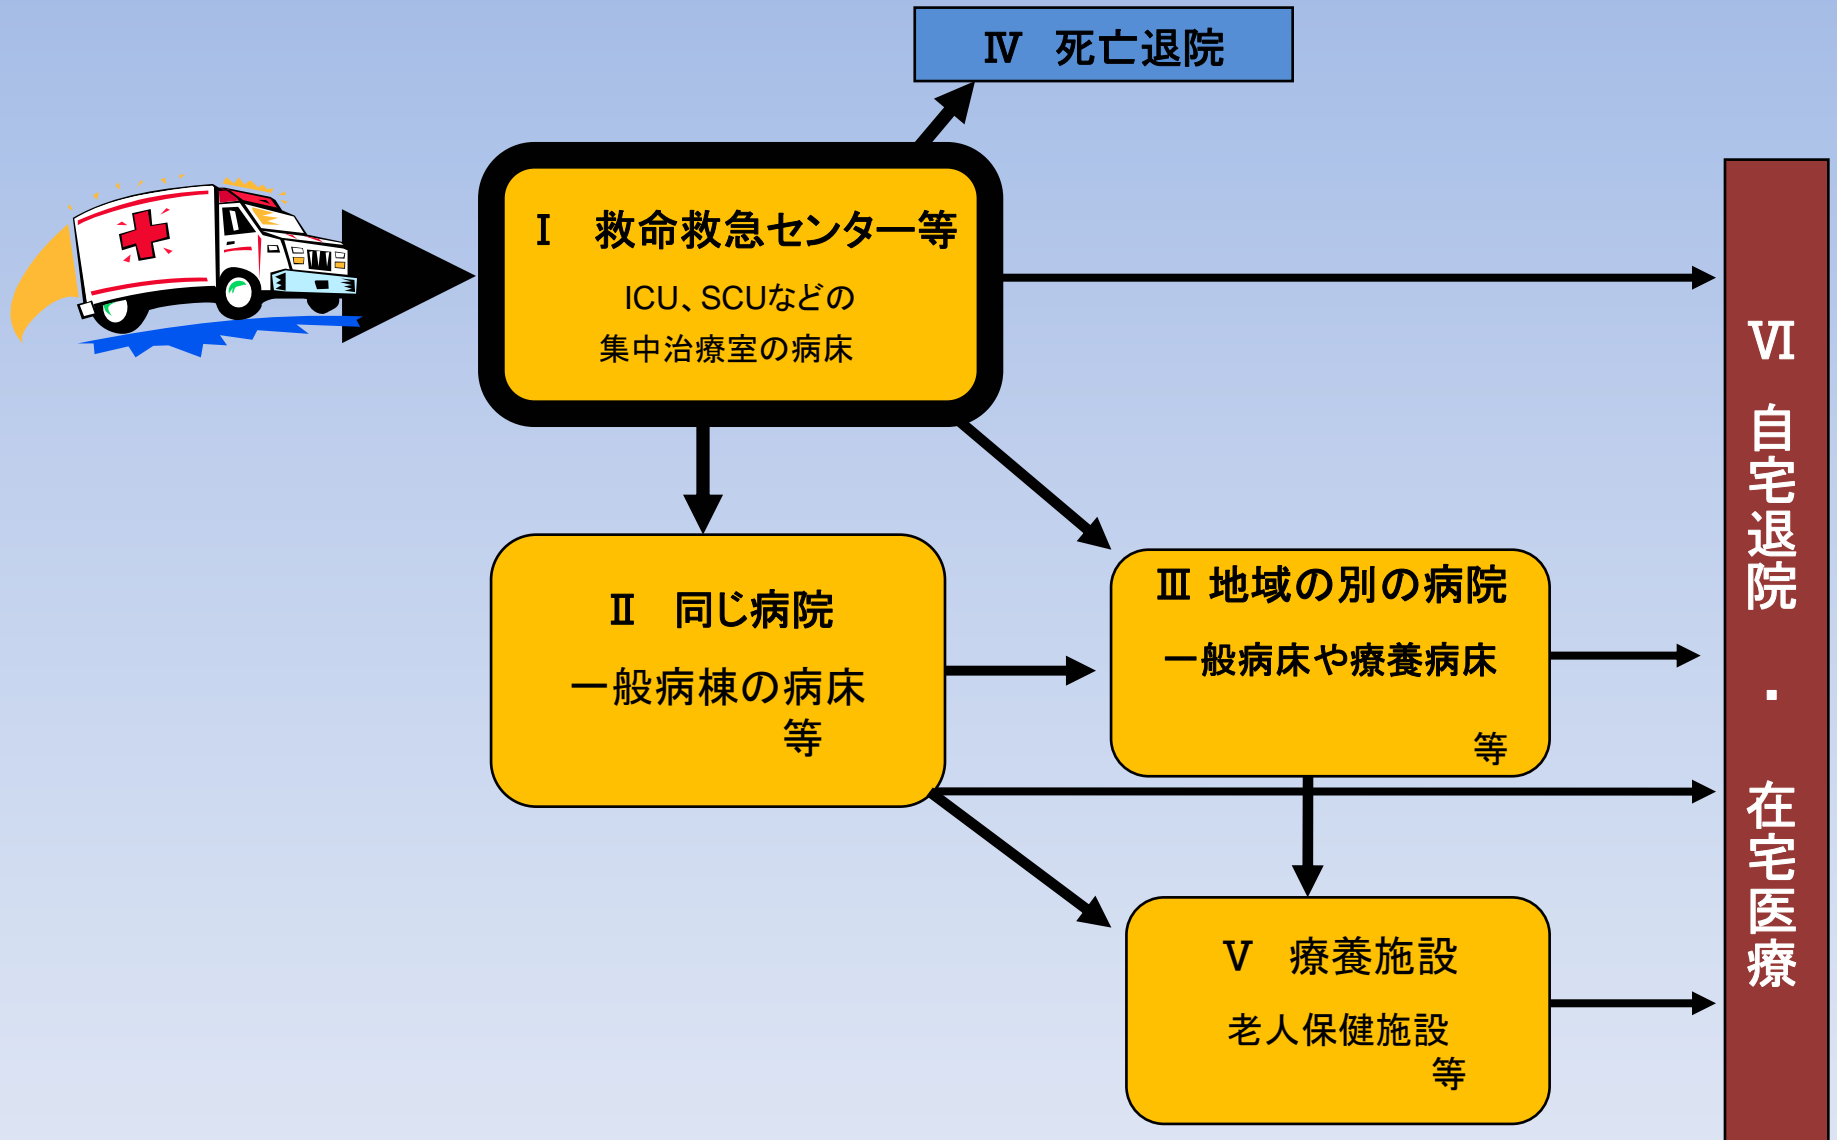 Ⅳ　死亡退院
Ⅰ　救命救急センター等
ICU、SCUなどの
集中治療室の病床
Ⅱ　同じ病院
一般病棟の病床
等
Ⅲ 地域の別の病院
一般病床や療養病床
等
Ⅴ　療養施設
老人保健施設
等
Ⅵ　自宅退院　・　在宅医療